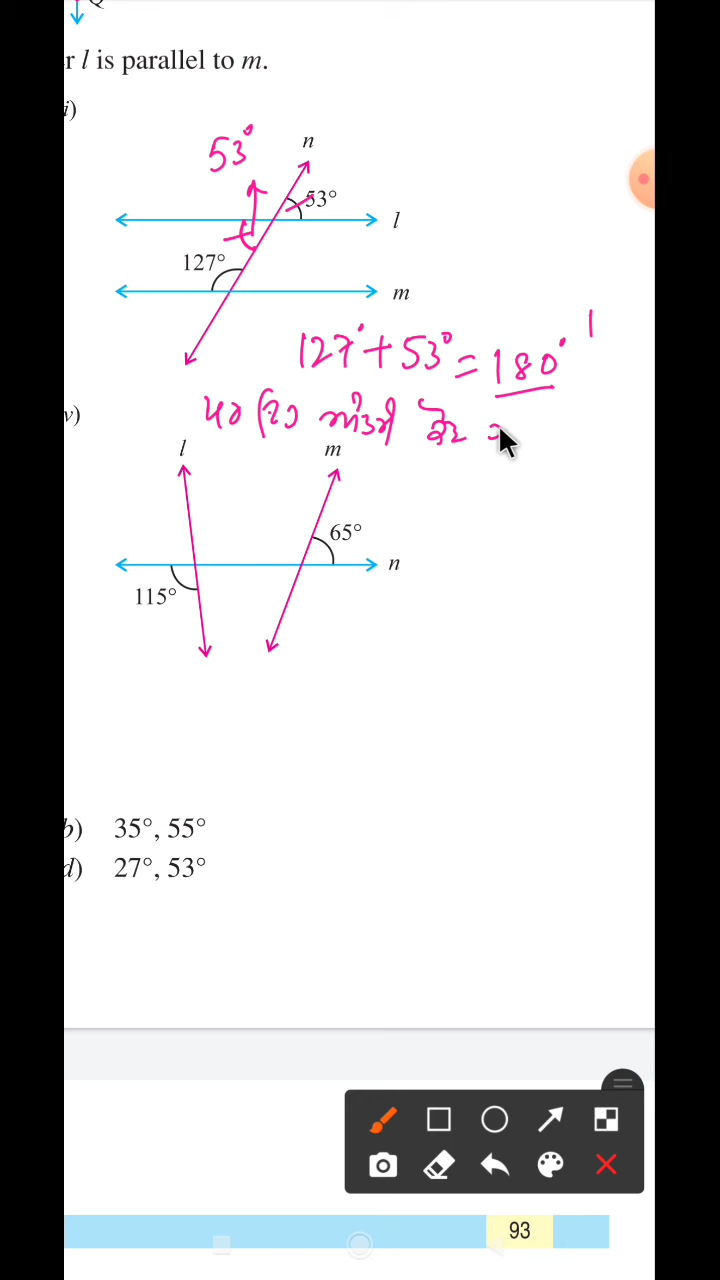 Q
r l is parallel to m.
i)
53°
n
53°
l
127°
m
127° + 53° = 180°
v)
l
m
65°
n
115°
b) 35°, 55°
d) 27°, 53°
93